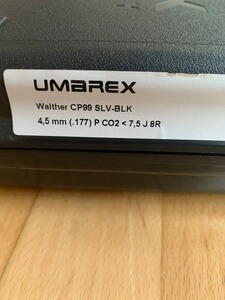 UMAREX
Walther CP99 SLV-BLK
4,5 mm (.177) P CO2 < 7,5 J 8R